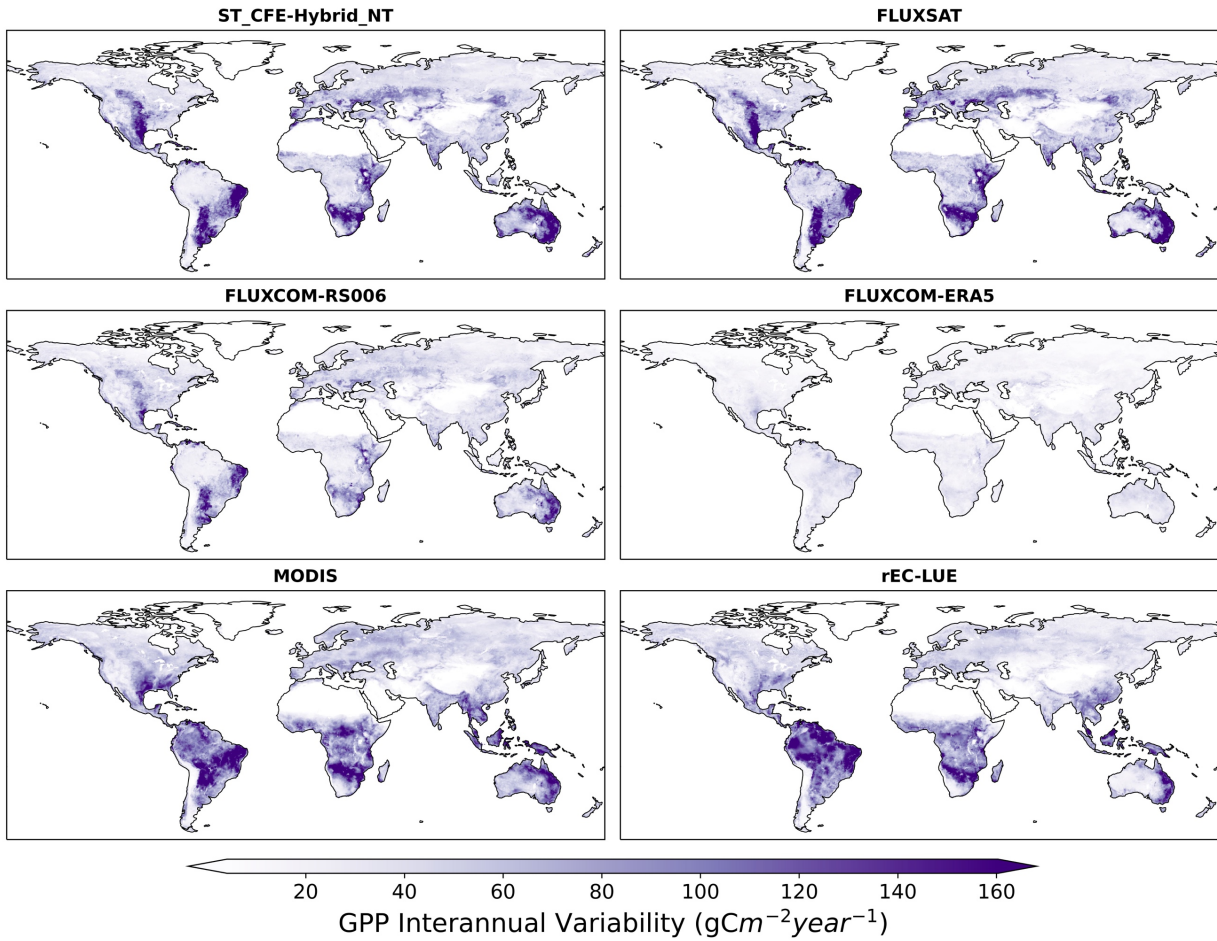 ST_CFE-Hybrid_NT FLUXSAT
FLUXCOM-RS006 FLUXCOM-ERA5
MODIS rEC-LUE
20 40 60 80 100 120 140 160
GPP Interannual Variability (gCm⁻²year⁻¹)